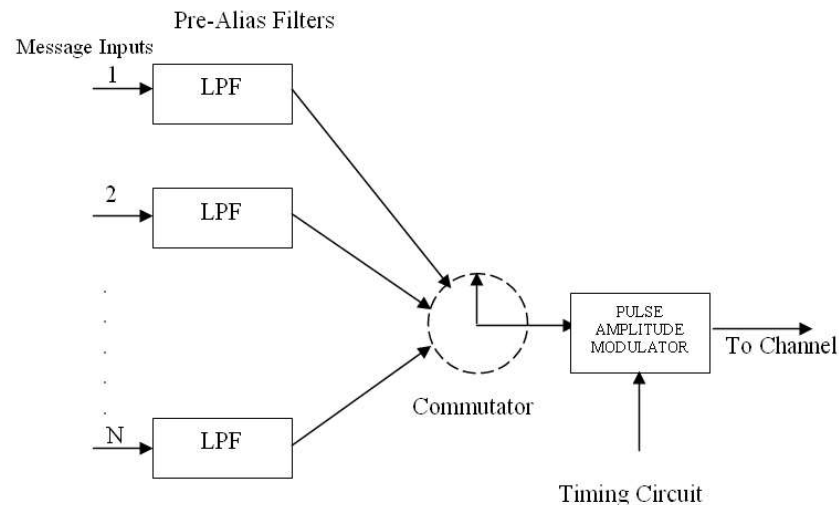 Pre-Alias Filters
Message Inputs
1
LPF
2
LPF
PULSE
AMPLITUDE
MODULATOR
To Channel
Commutator
N
LPF
Timing Circuit